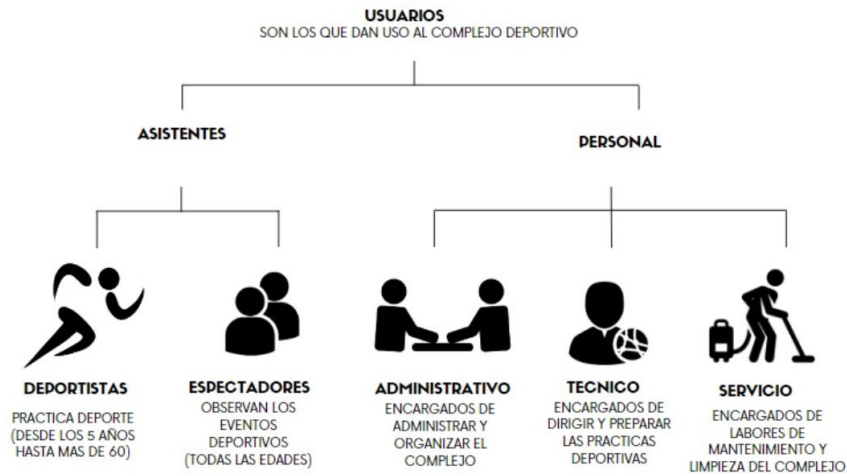 USUARIOS
SON LOS QUE DAN USO AL COMPLEJO DEPORTIVO
ASISTENTES
PERSONAL
DEPORTISTAS
PRACTICA DEPORTE
(DESDE LOS 5 AÑOS
HASTA MAS DE 60)
ESPECTADORES
OBSERVAN LOS
EVENTOS
DEPORTIVOS
(TODAS LAS EDADES)
ADMINISTRATIVO
ENCARGADOS DE
ADMINISTRAR Y
ORGANIZAR EL
COMPLEJO
TECNICO
ENCARGADOS DE
DIRIGIR Y PREPARAR
LAS PRACTICAS
DEPORTIVAS
SERVICIO
ENCARGADOS DE
LABORES DE
MANTENIMIENTO Y
LIMPIEZA DEL COMPLEJO